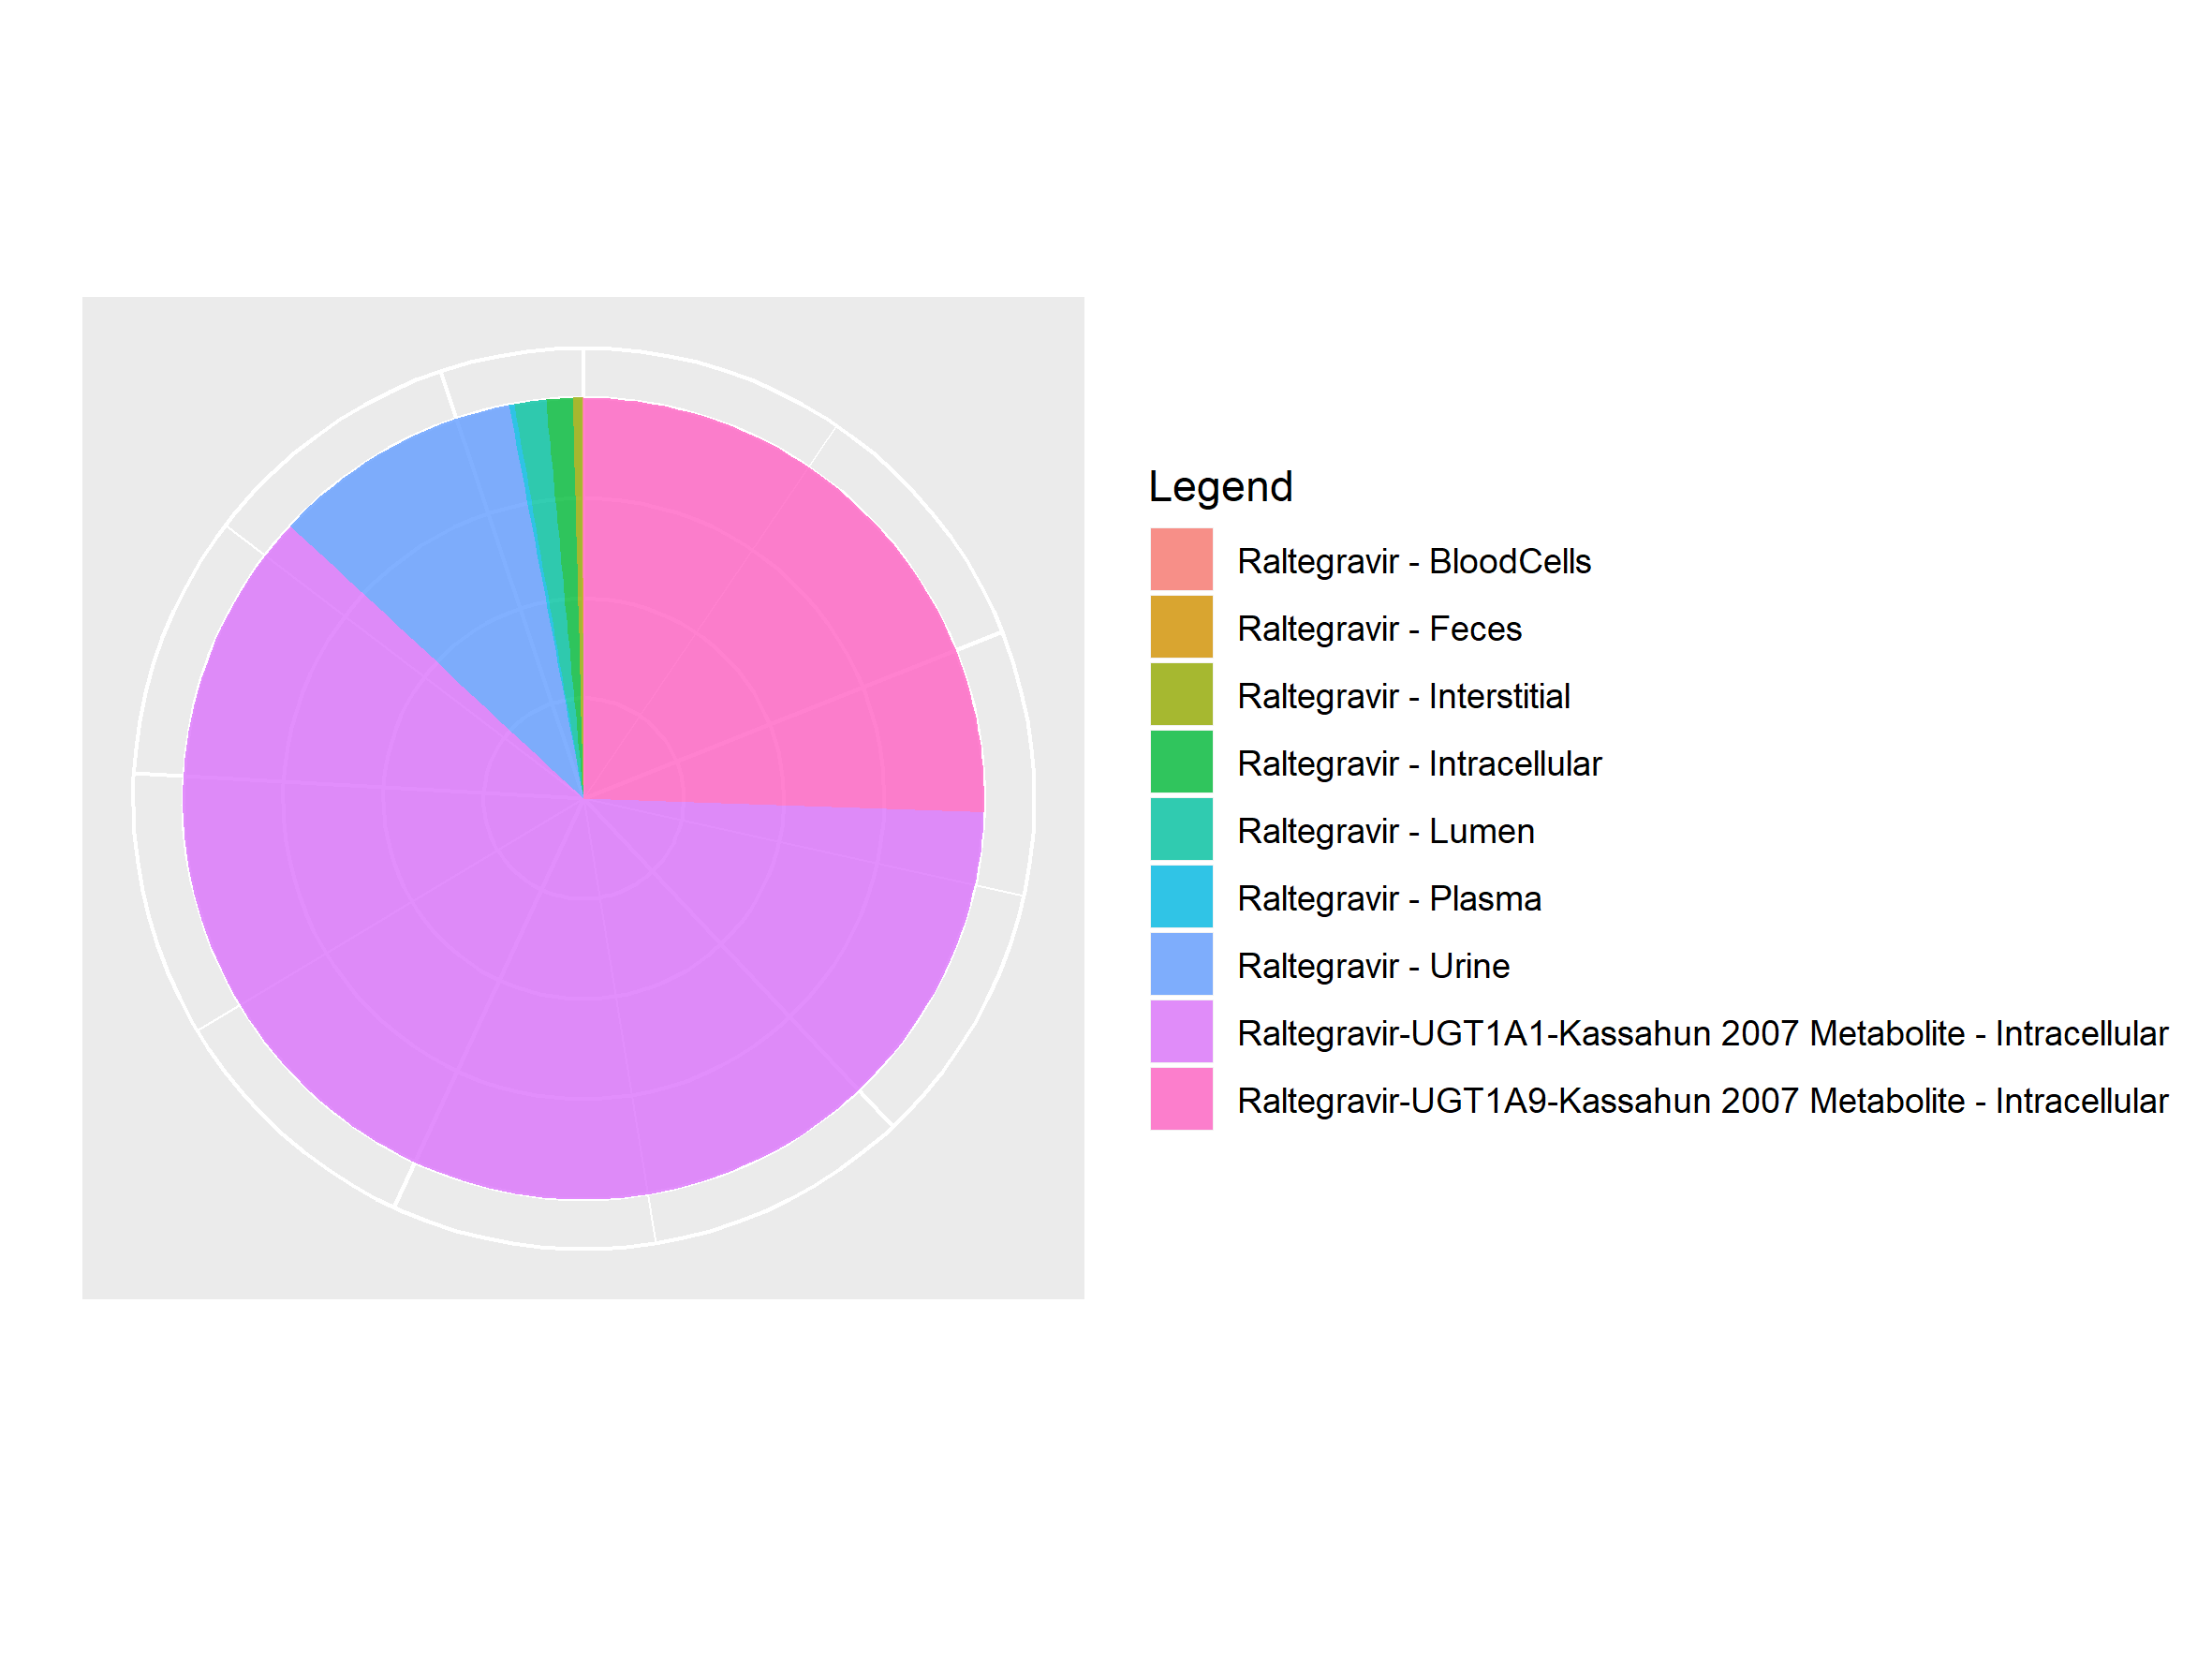 Legend
Raltegravir - BloodCells
Raltegravir - Feces
Raltegravir - Interstitial
Raltegravir - Intracellular
Raltegravir - Lumen
Raltegravir - Plasma
Raltegravir - Urine
Raltegravir-UGT1A1-Kassahun 2007 Metabolite - Intracellular
Raltegravir-UGT1A9-Kassahun 2007 Metabolite - Intracellular